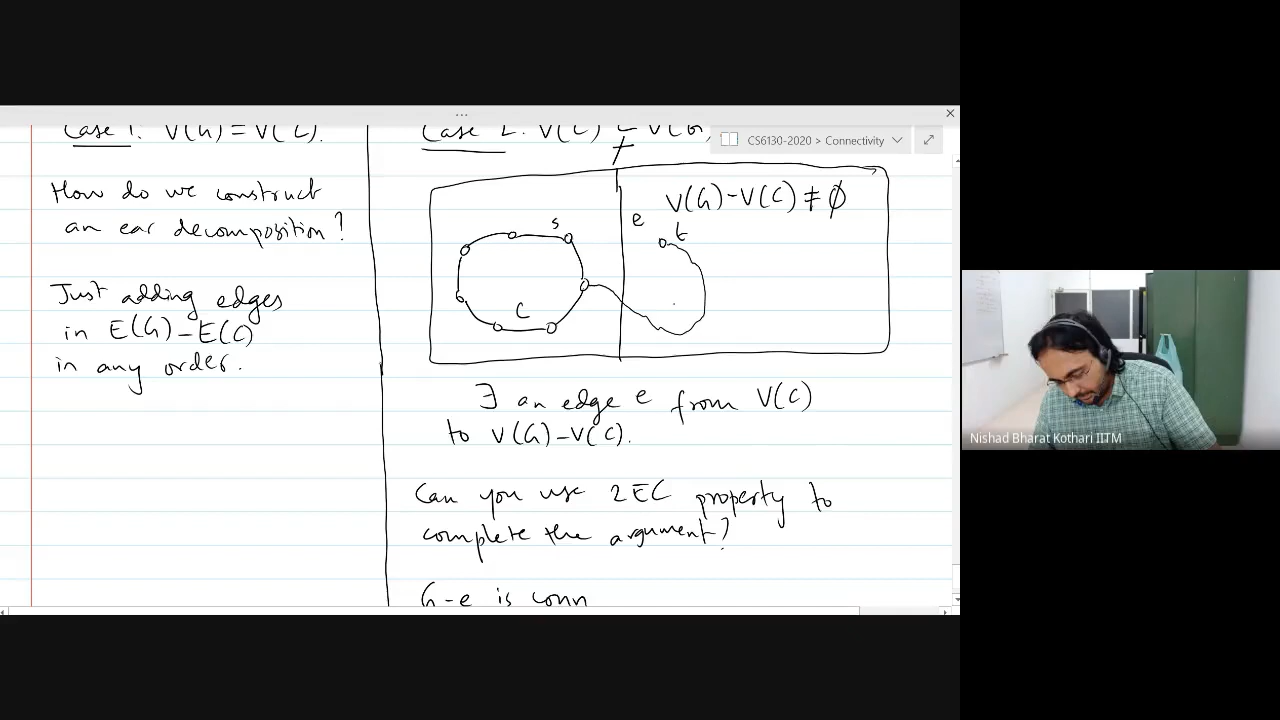 Case 1: V(G) = V(C).
How do we construct
an ear decomposition?
Just adding edges
in E(G) - E(C)
in any order.
Case 2: V(C) ⊊ V(G)
CS6130-2020 > Connectivity
V(G) - V(C) ≠ ∅
e
s
t
C
∃ an edge e from V(C)
to V(G) - V(C).
Can you use 2EC property to
complete the argument?
G-e is conn
Nishad Bharat Kothari IITM